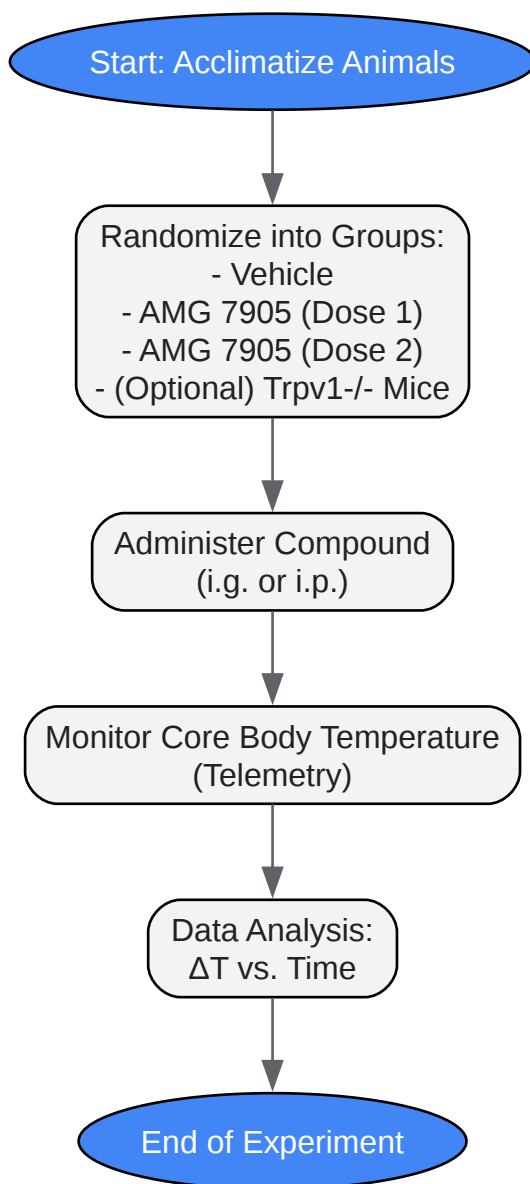 Start: Acclimatize Animals
Randomize into Groups:
- Vehicle
- AMG 7905 (Dose 1)
- AMG 7905 (Dose 2)
- (Optional) Trpv1-/- Mice
Administer Compound
(i.g. or i.p.)
Monitor Core Body Temperature
(Telemetry)
Data Analysis:
ΔT vs. Time
End of Experiment